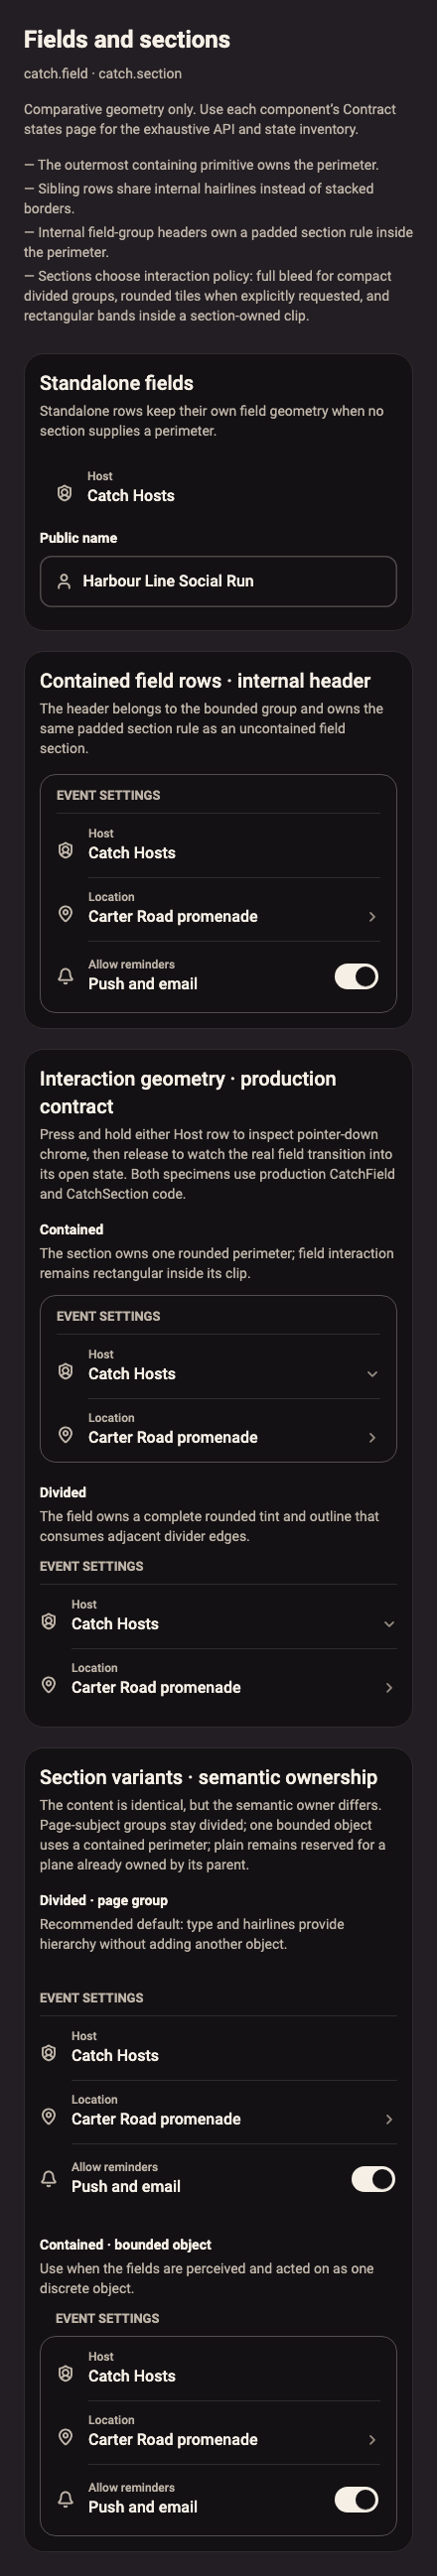 Fields and sections
catch.field · catch.section
Comparative geometry only. Use each component’s Contract
states page for the exhaustive API and state inventory.
— The outermost containing primitive owns the perimeter.
— Sibling rows share internal hairlines instead of stacked
borders.
— Internal field-group headers own a padded section rule inside
the perimeter.
— Sections choose interaction policy: full bleed for compact
divided groups, rounded tiles when explicitly requested, and
rectangular bands inside a section-owned clip.
Standalone fields
Standalone rows keep their own field geometry when no
section supplies a perimeter.
Host
Catch Hosts
Public name
Harbour Line Social Run
Contained field rows · internal header
The header belongs to the bounded group and owns the
same padded section rule as an uncontained field
section.
EVENT SETTINGS
Host
Catch Hosts
Location
Carter Road promenade
Allow reminders
Push and email
Interaction geometry · production
contract
Press and hold either Host row to inspect pointer-down
chrome, then release to watch the real field transition into
its open state. Both specimens use production CatchField
and CatchSection code.
Contained
The section owns one rounded perimeter; field interaction
remains rectangular inside its clip.
EVENT SETTINGS
Host
Catch Hosts
Location
Carter Road promenade
Divided
The field owns a complete rounded tint and outline that
consumes adjacent divider edges.
EVENT SETTINGS
Host
Catch Hosts
Location
Carter Road promenade
Section variants · semantic ownership
The content is identical, but the semantic owner differs.
Page-subject groups stay divided; one bounded object
uses a contained perimeter; plain remains reserved for a
plane already owned by its parent.
Divided · page group
Recommended default: type and hairlines provide
hierarchy without adding another object.
EVENT SETTINGS
Host
Catch Hosts
Location
Carter Road promenade
Allow reminders
Push and email
Contained · bounded object
Use when the fields are perceived and acted on as one
discrete object.
EVENT SETTINGS
Host
Catch Hosts
Location
Carter Road promenade
Allow reminders
Push and email